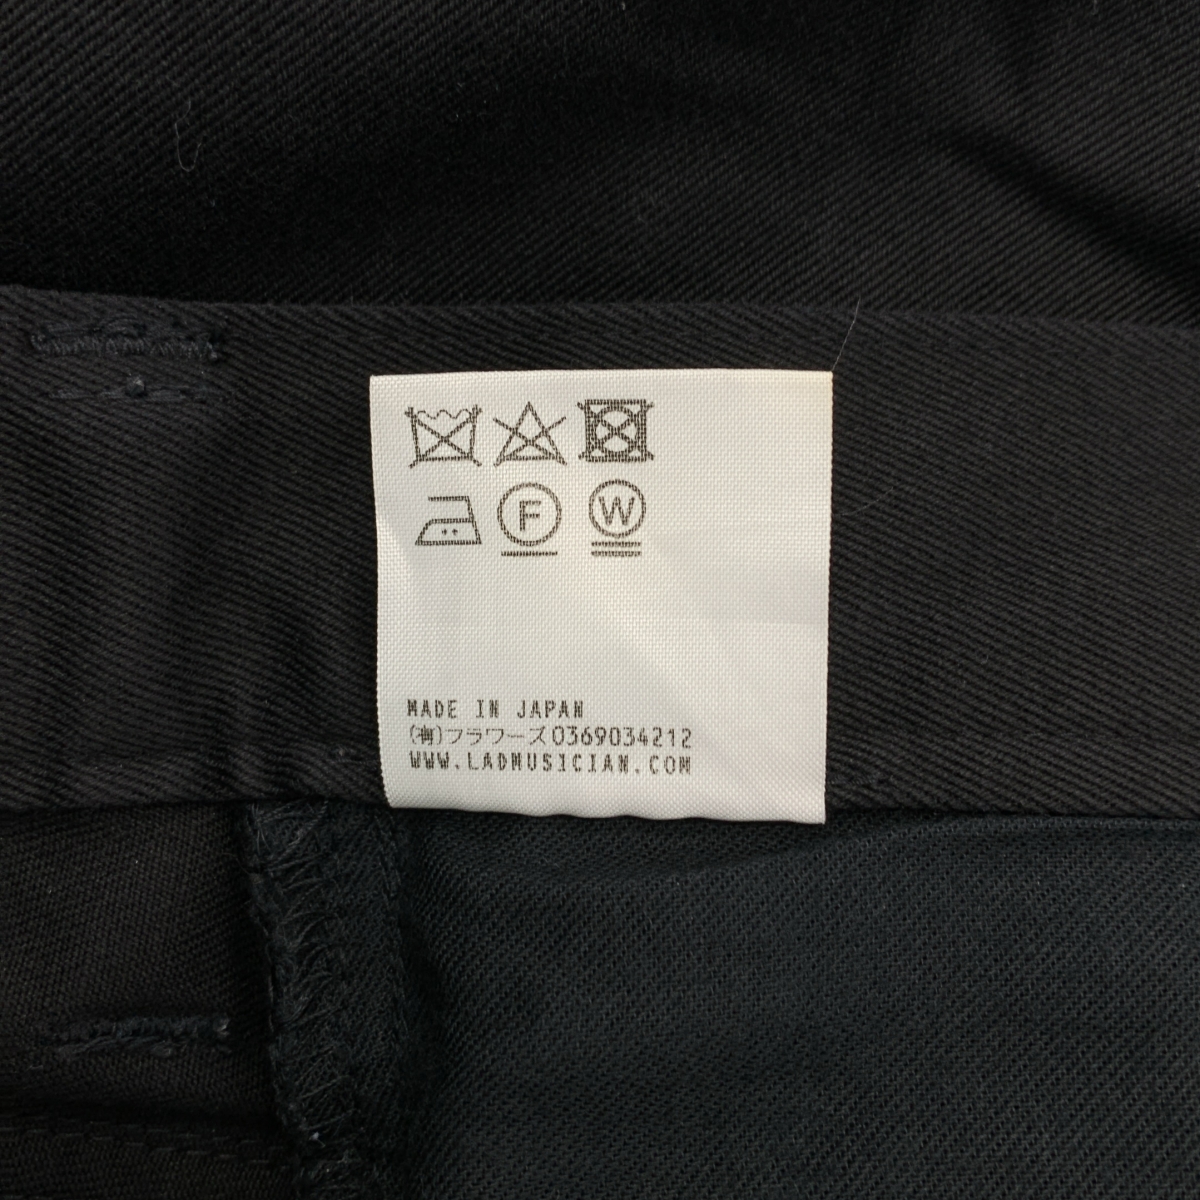 F W
MADE IN JAPAN
(有)フラワーズ0369034212
WWW.LADMUSICIAN.COM